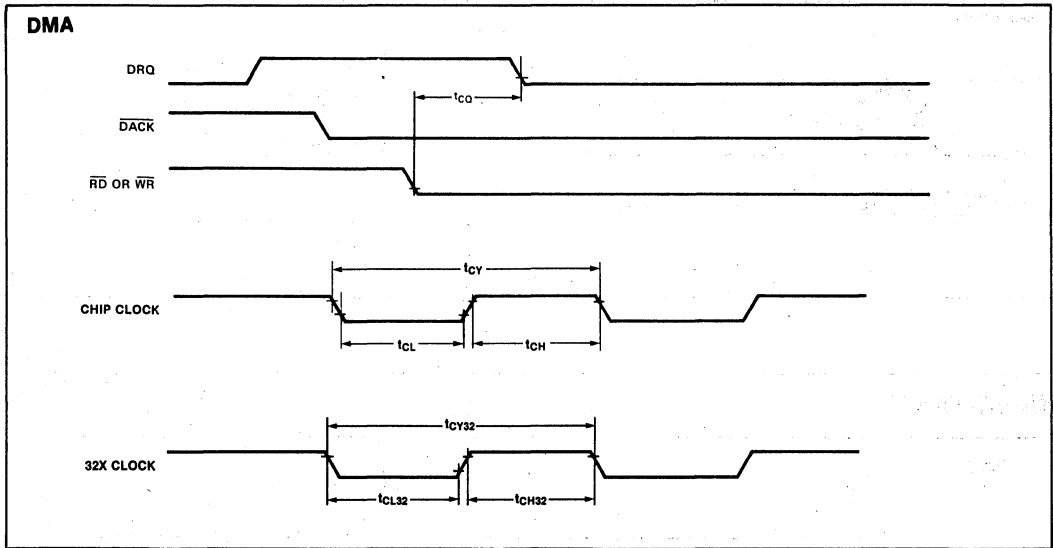 DMA
DRQ
tCQ
DACK
RD OR WR
tCY
CHIP CLOCK
tCL
tCH
tCY32
32X CLOCK
tCL32
tCH32